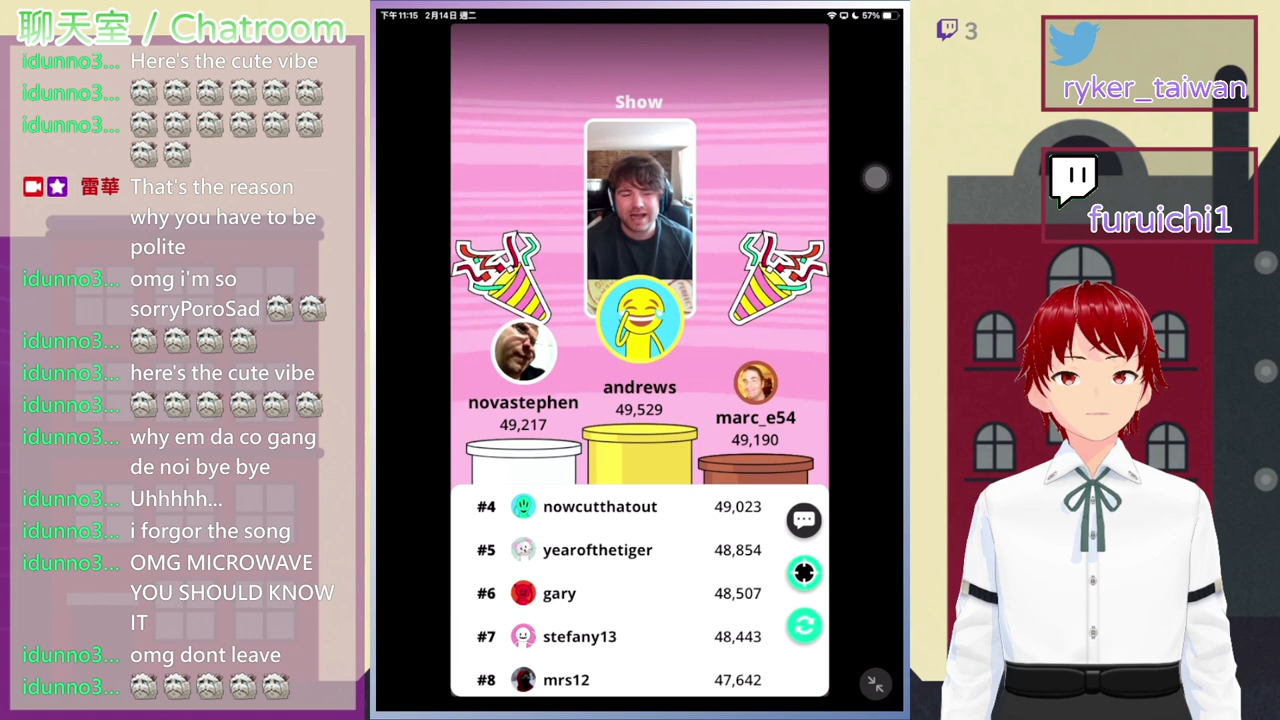 聊天室 / Chatroom
idunno3... Here's the cute vibe
idunno3...
idunno3...
雷華 That's the reason
why you have to be
polite
idunno3... omg i'm so
sorryPoroSad
idunno3...
idunno3... here's the cute vibe
idunno3...
idunno3... why em da co gang
de noi bye bye
idunno3... Uhhhhh...
idunno3... i forgor the song
idunno3... OMG MICROWAVE
YOU SHOULD KNOW
IT
idunno3... omg dont leave
idunno3...
下午11:15 2月14日 週二
57%
Show
andrews
49,529
novastephen
49,217
marc_e54
49,190
#4 nowcutthatout 49,023
#5 yearofthetiger 48,854
#6 gary 48,507
#7 stefany13 48,443
#8 mrs12 47,642
3
ryker_taiwan
furuichi1